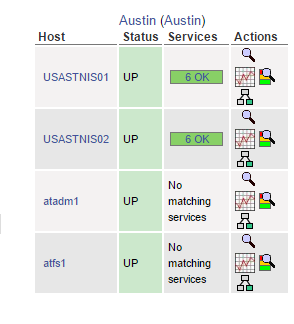 Austin (Austin)
Host Status Services Actions
USASTNIS01 UP 6 OK
USASTNIS02 UP 6 OK
atadm1 UP No matching services
atfs1 UP No matching services